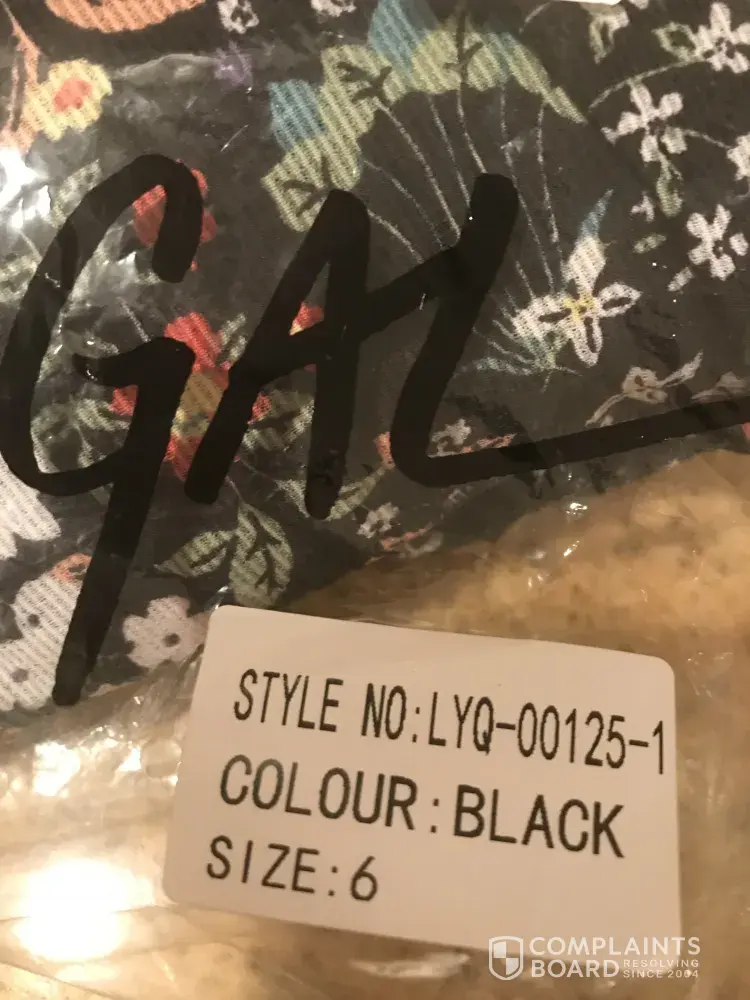 GAL
STYLE NO:LYQ-00125-1
COLOUR:BLACK
SIZE:6
COMPLAINTS
BOARD RESOLVING
SINCE 2004